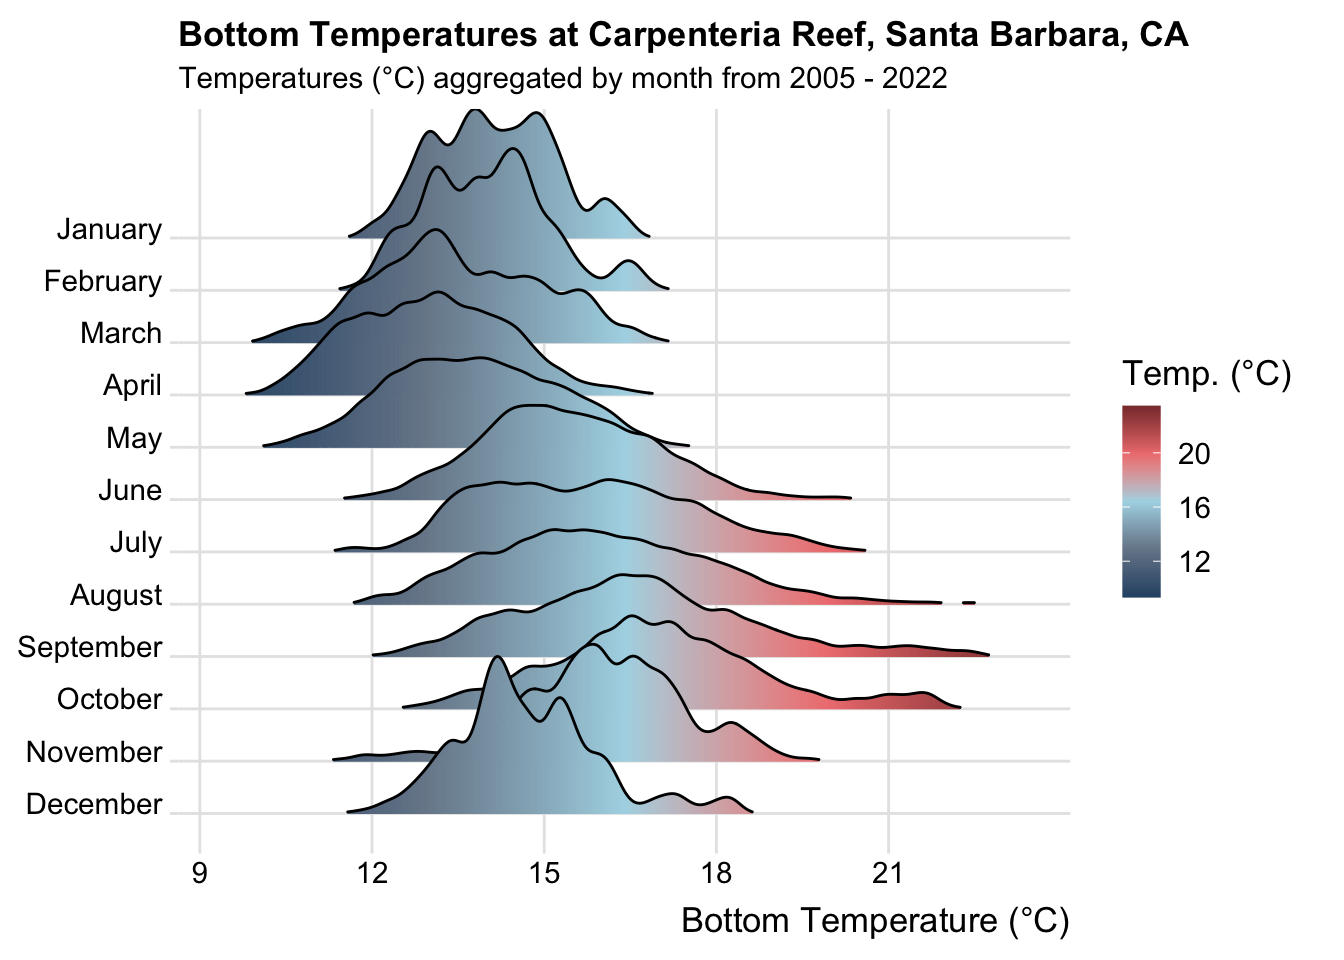 Bottom Temperatures at Carpenteria Reef, Santa Barbara, CA
Temperatures (°C) aggregated by month from 2005 - 2022
January
February
March
April
May
June
July
August
September
October
November
December
9 12 15 18 21
Bottom Temperature (°C)
Temp. (°C)
20
16
12